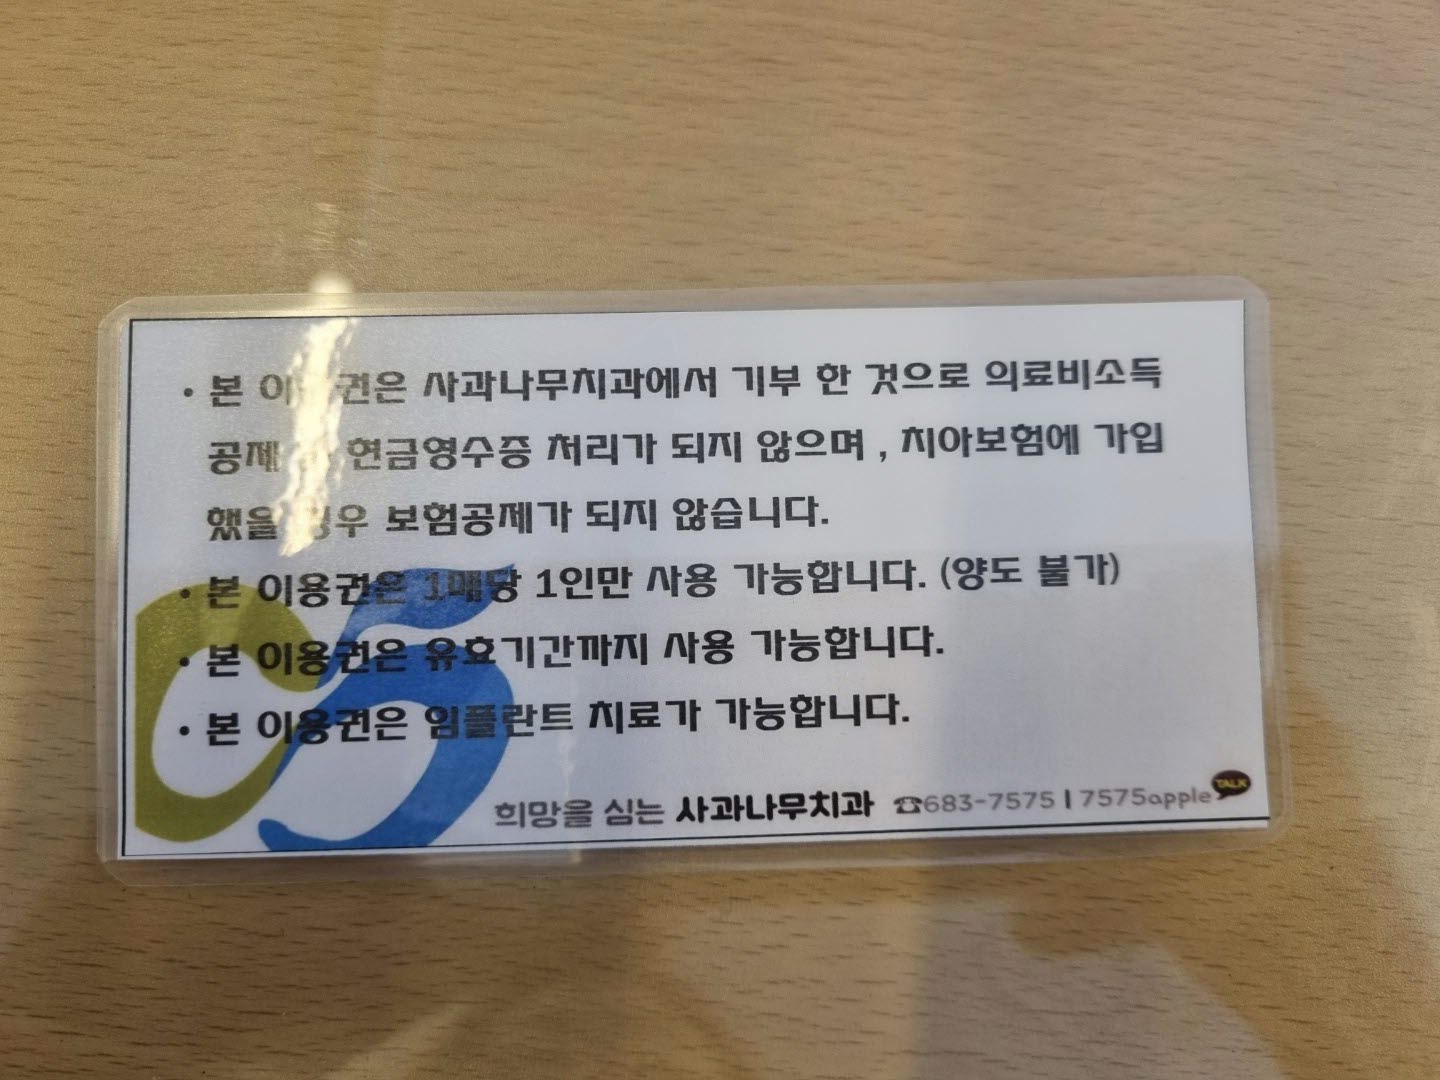 • 본 이용권은 사과나무치과에서 기부 한 것으로 의료비소득
공제 현금영수증 처리가 되지 않으며 , 치아보험에 가입
했을 경우 보험공제가 되지 않습니다.
• 본 이용권은 1매당 1인만 사용 가능합니다. (양도 불가)
• 본 이용권은 유효기간까지 사용 가능합니다.
• 본 이용권은 임플란트 치료가 가능합니다.
희망을 심는 사과나무치과 ☎683-7575 | 7575apple TALK